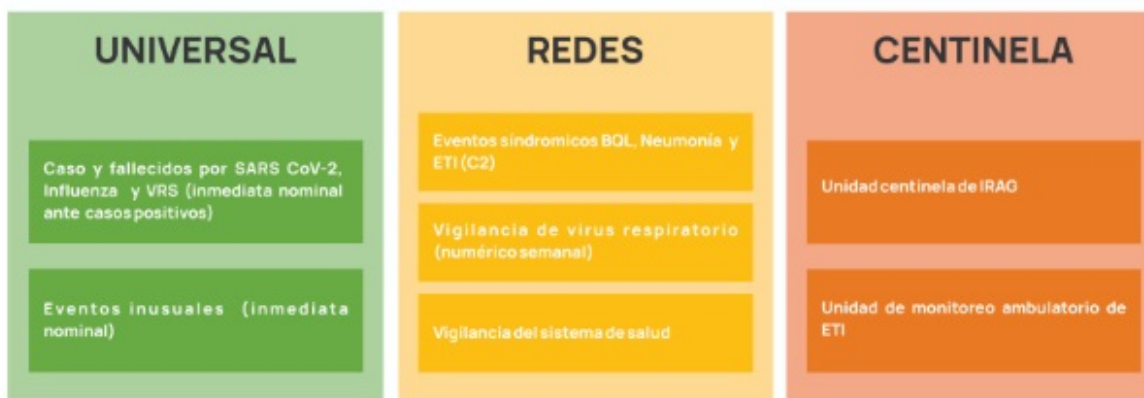 UNIVERSAL
Caso y fallecidos por SARS CoV-2,
Influenza y VRS (inmediata nominal
ante casos positivos)
Eventos inusuales (inmediata
nominal)
REDES
Eventos síndromicos BQL, Neumonía y
ETI (C2)
Vigilancia de virus respiratorio
(numérico semanal)
Vigilancia del sistema de salud
CENTINELA
Unidad centinela de IRAG
Unidad de monitoreo ambulatorio de
ETI